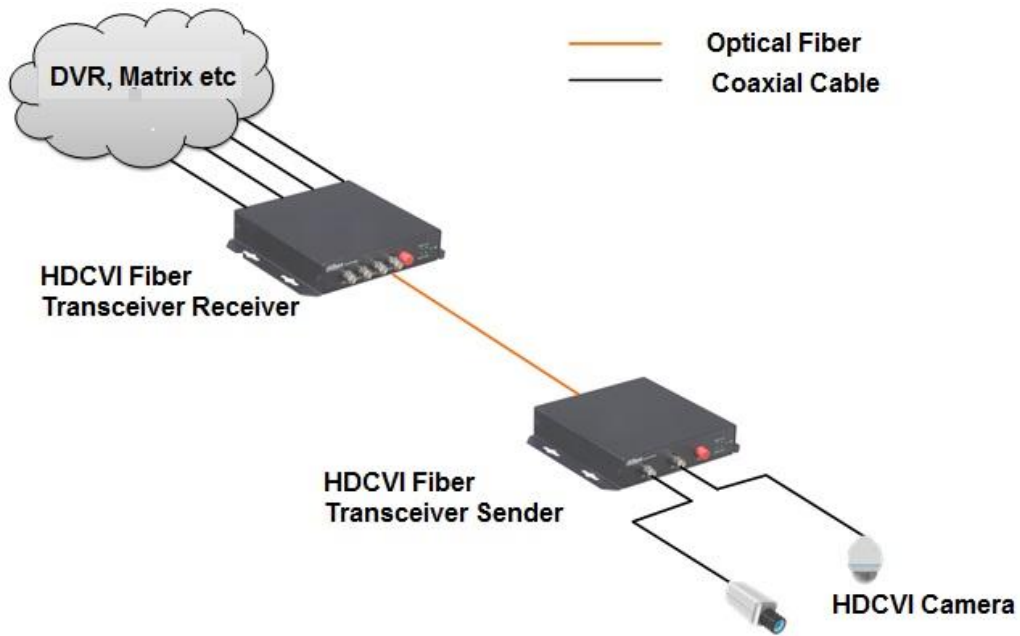 DVR, Matrix etc
Optical Fiber
Coaxial Cable
HDCVI Fiber
Transceiver Receiver
HDCVI Fiber
Transceiver Sender
HDCVI Camera